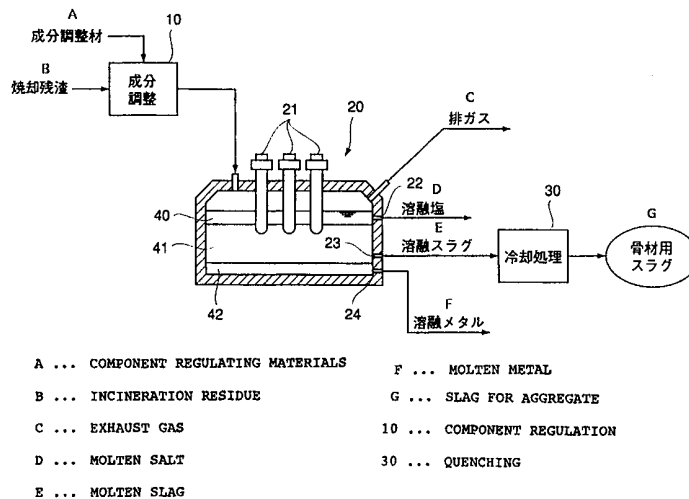 A
成分調整材
10
B
焼却残渣
成分
調整
21
20
C
排ガス
22
D
溶融塩
40
E
溶融スラグ
23
30
冷却処理
G
骨材用
スラグ
41
42
24
F
溶融メタル
A ... COMPONENT REGULATING MATERIALS
B ... INCINERATION RESIDUE
C ... EXHAUST GAS
D ... MOLTEN SALT
E ... MOLTEN SLAG
F ... MOLTEN METAL
G ... SLAG FOR AGGREGATE
10 ... COMPONENT REGULATION
30 ... QUENCHING